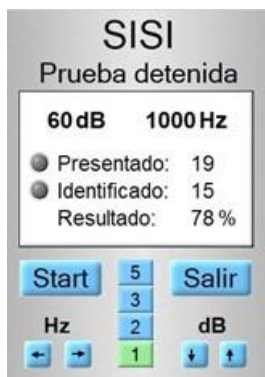 SISI
Prueba detenida
60 dB 1000 Hz
Presentado: 19
Identificado: 15
Resultado: 78 %
Start 5 Salir
3
Hz 2 dB
1